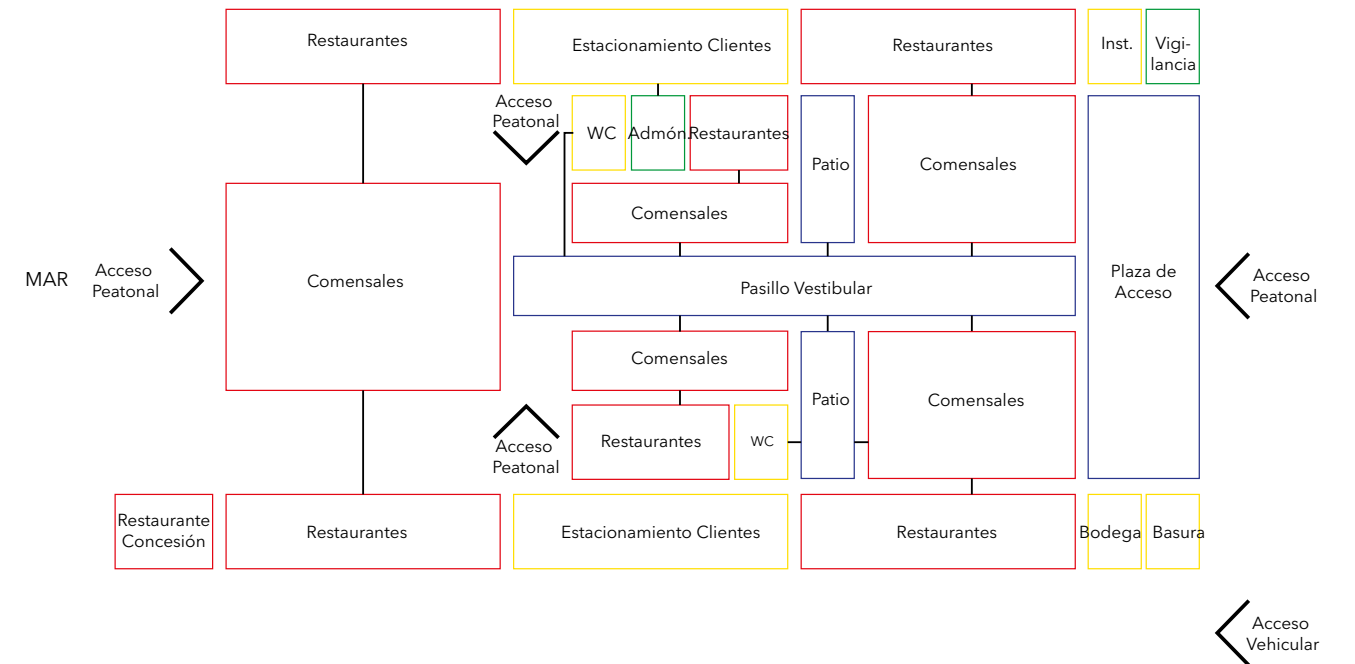 Restaurantes
Estacionamiento Clientes
Restaurantes
Inst.
Vigi-
lancia
Acceso
Peatonal
WC
Admón.
Restaurantes
Patio
Comensales
Comensales
MAR
Acceso
Peatonal
Comensales
Pasillo Vestibular
Plaza de
Acceso
Acceso
Peatonal
Comensales
Patio
Comensales
Acceso
Peatonal
Restaurantes
WC
Restaurante
Concesión
Restaurantes
Estacionamiento Clientes
Restaurantes
Bodega
Basura
Acceso
Vehicular